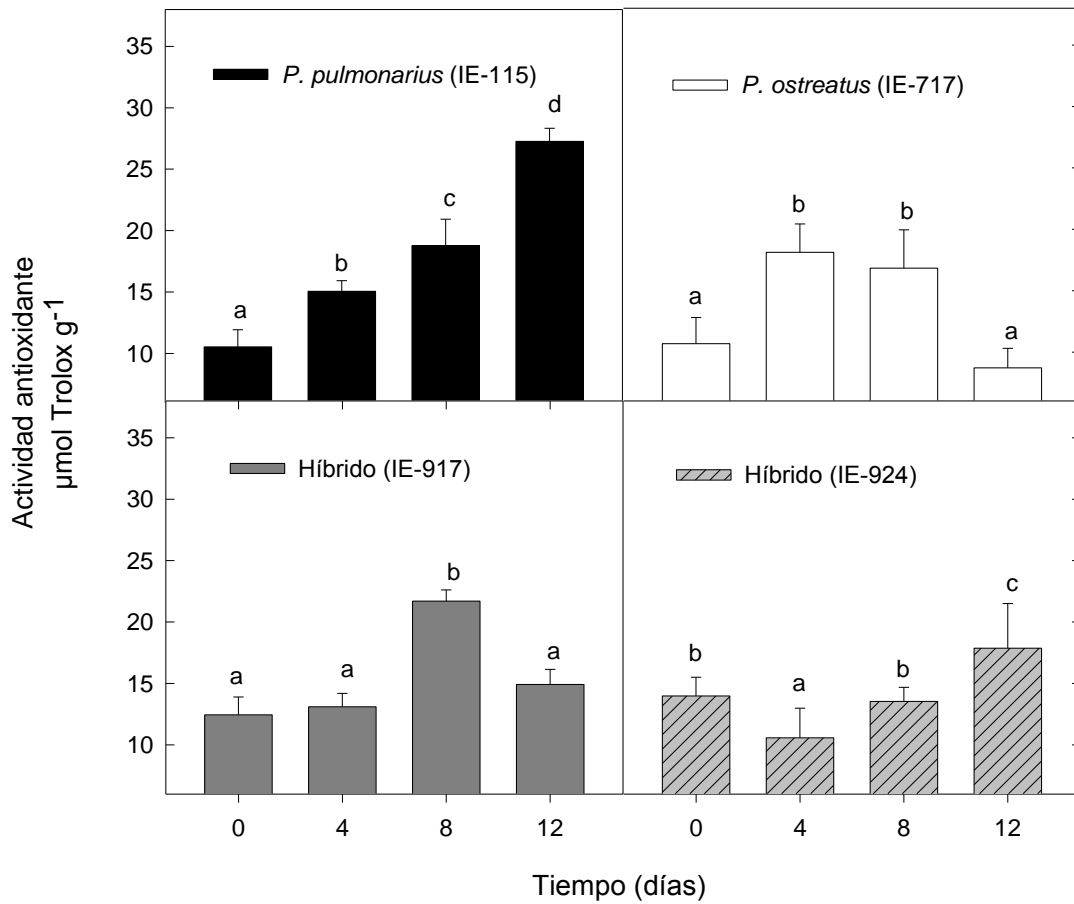 Actividad antioxidante
µmol Trolox g-1
35
30
25
20
15
10
P. pulmonarius (IE-115)
a
b
c
d
P. ostreatus (IE-717)
a
b
b
a
35
30
25
20
15
10
Híbrido (IE-917)
a
a
b
a
0 4 8 12
Híbrido (IE-924)
b
a
b
c
0 4 8 12
Tiempo (días)